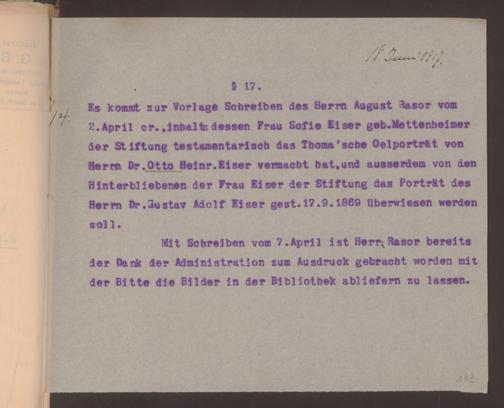 18 Juni 1917.
§ 17.
Es kommt zur Vorlage Schreiben des Herrn August Rasor vom
2.April cr.,inhalts dessen Frau Sofie Eiser geb.Mettenheimer
der Stiftung testamentarisch das Thoma'sche Oelporträt von
Herrn Dr.Otto Heinr.Eiser vermacht hat,und ausserdem von den
Hinterbliebenen der Frau Eiser der Stiftung das Porträt des
Herrn Dr.Gustav Adolf Eiser gest.17.9.1869 überwiesen werden
soll.
Mit Schreiben vom 7.April ist Herrn Rasor bereits
der Dank der Administration zum Ausdruck gebracht worden mit
der Bitte die Bilder in der Bibliothek abliefern zu lassen.